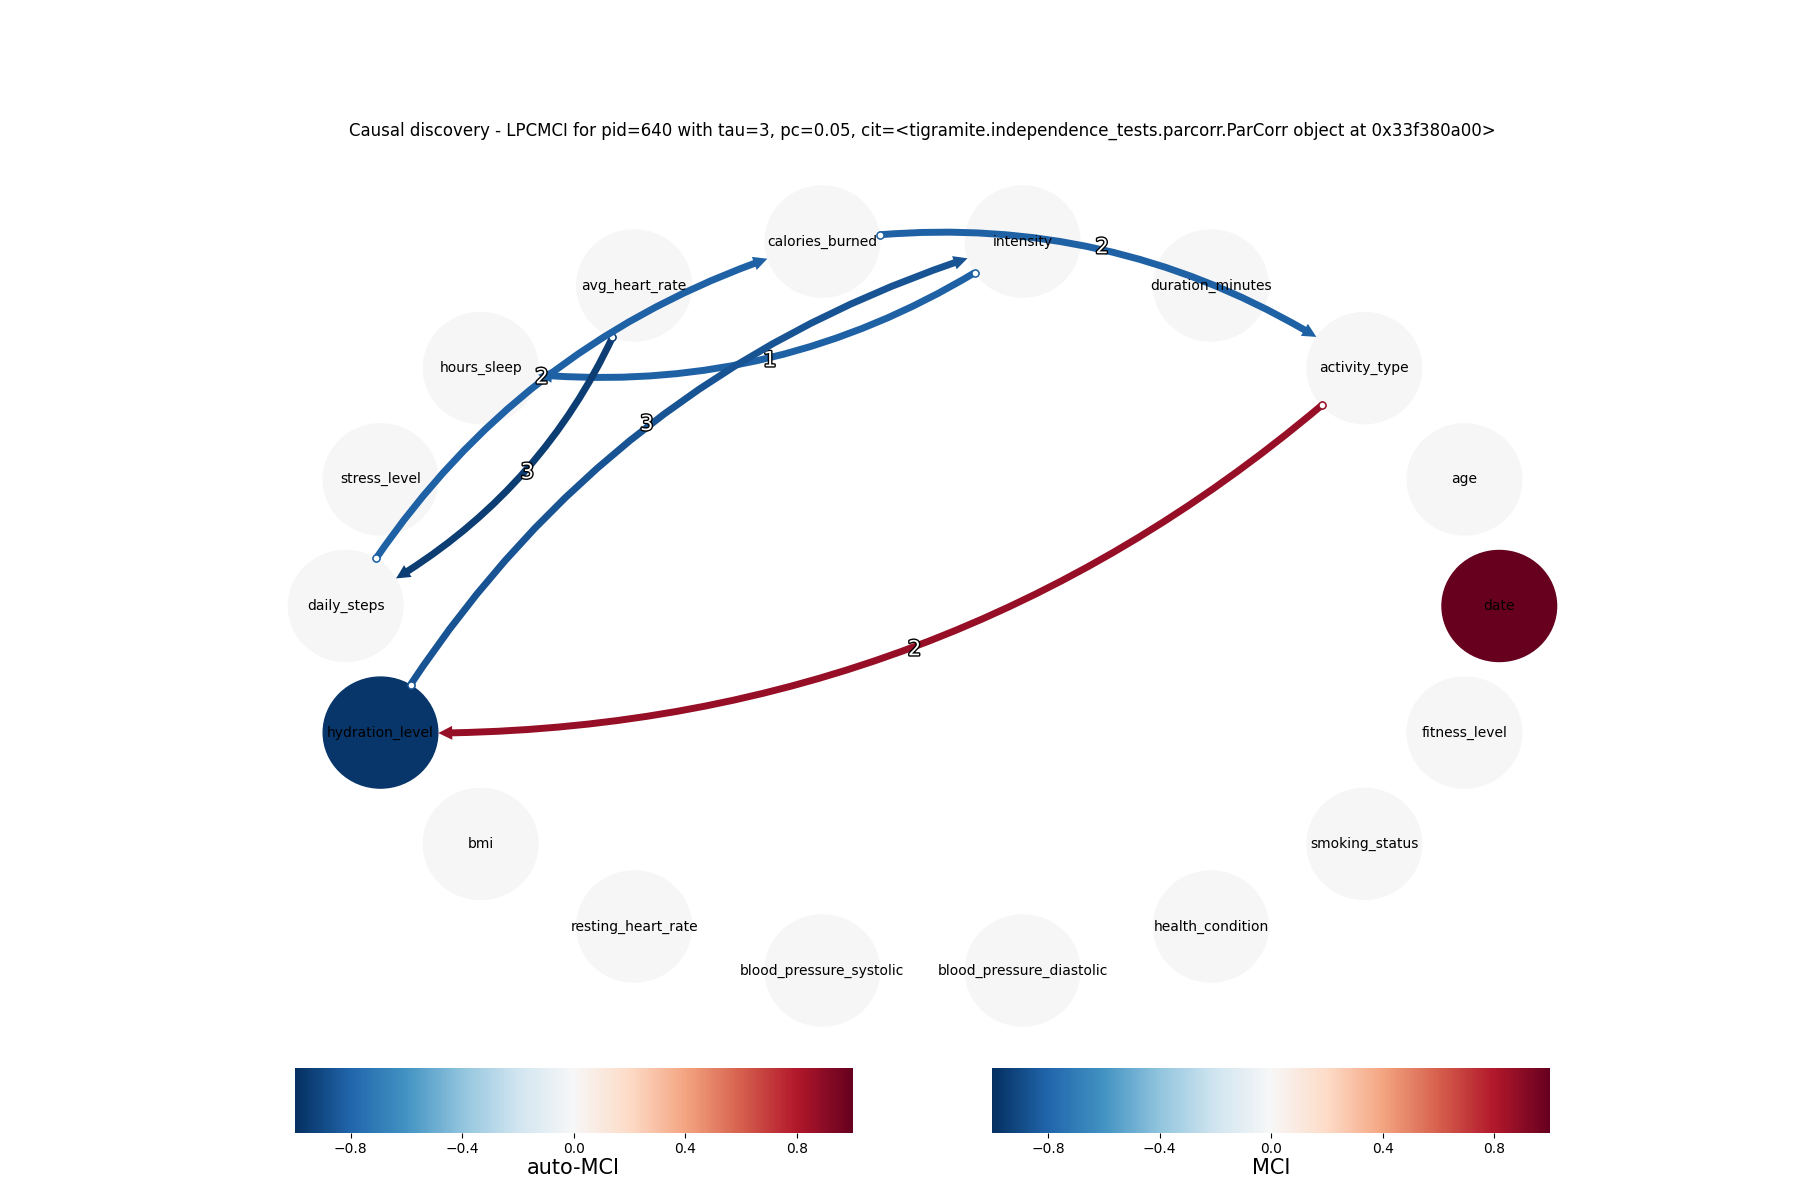 Causal discovery - LPCMCI for pid=640 with tau=3, pc=0.05, cit=<tigramite.independence_tests.parcorr.ParCorr object at 0x33f380a00>
calories_burned
intensity
2
avg_heart_rate
duration_minutes
hours_sleep
2
1
activity_type
3
stress_level
3
age
daily_steps
date
2
hydration_level
fitness_level
bmi
smoking_status
resting_heart_rate
health_condition
blood_pressure_systolic
blood_pressure_diastolic
−0.8 −0.4 0.0 0.4 0.8
auto-MCI
−0.8 −0.4 0.0 0.4 0.8
MCI